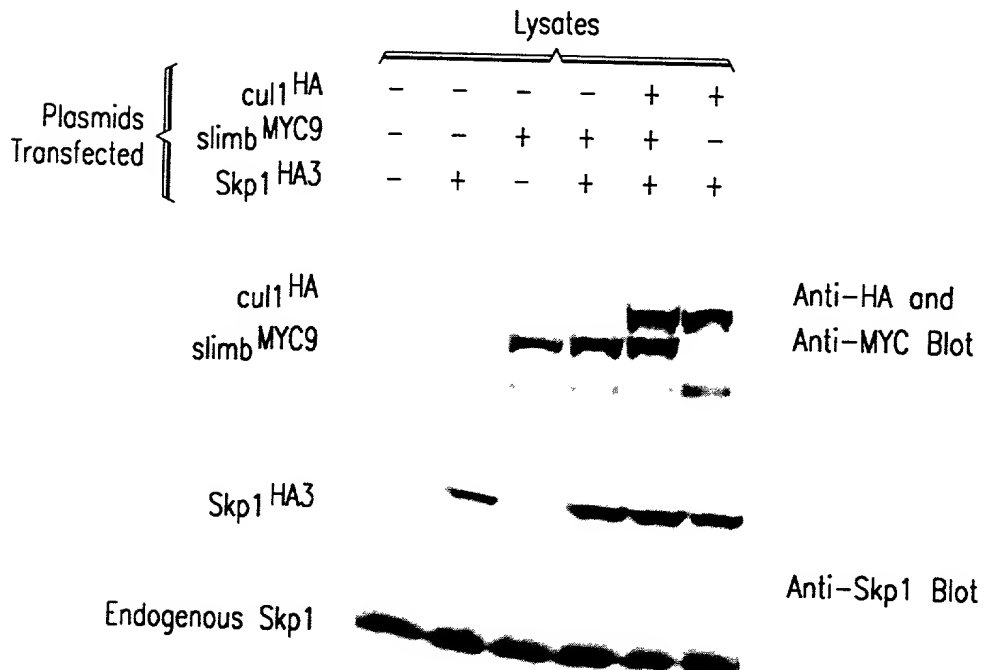 Lysates
Plasmids Transfected
cul1 HA - - - - + +
slimb MYC9 - - + + + -
Skp1 HA3 - + - + + +
cul1 HA
slimb MYC9
Anti-HA and
Anti-MYC Blot
Skp1 HA3
Anti-Skp1 Blot
Endogenous Skp1